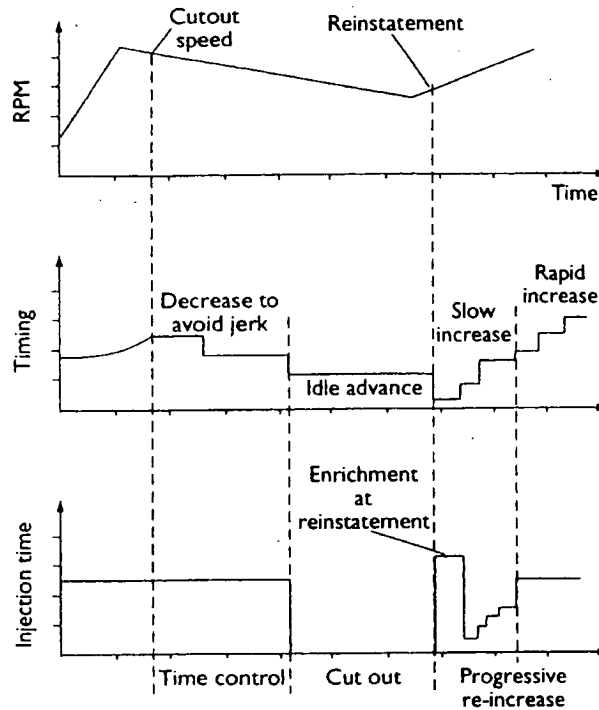 Cutout
speed
Reinstatement
RPM
Time
Decrease to
avoid jerk
Slow
increase
Rapid
increase
Timing
Idle advance
Enrichment
at
reinstatement
Injection time
Time control
Cut out
Progressive
re-increase